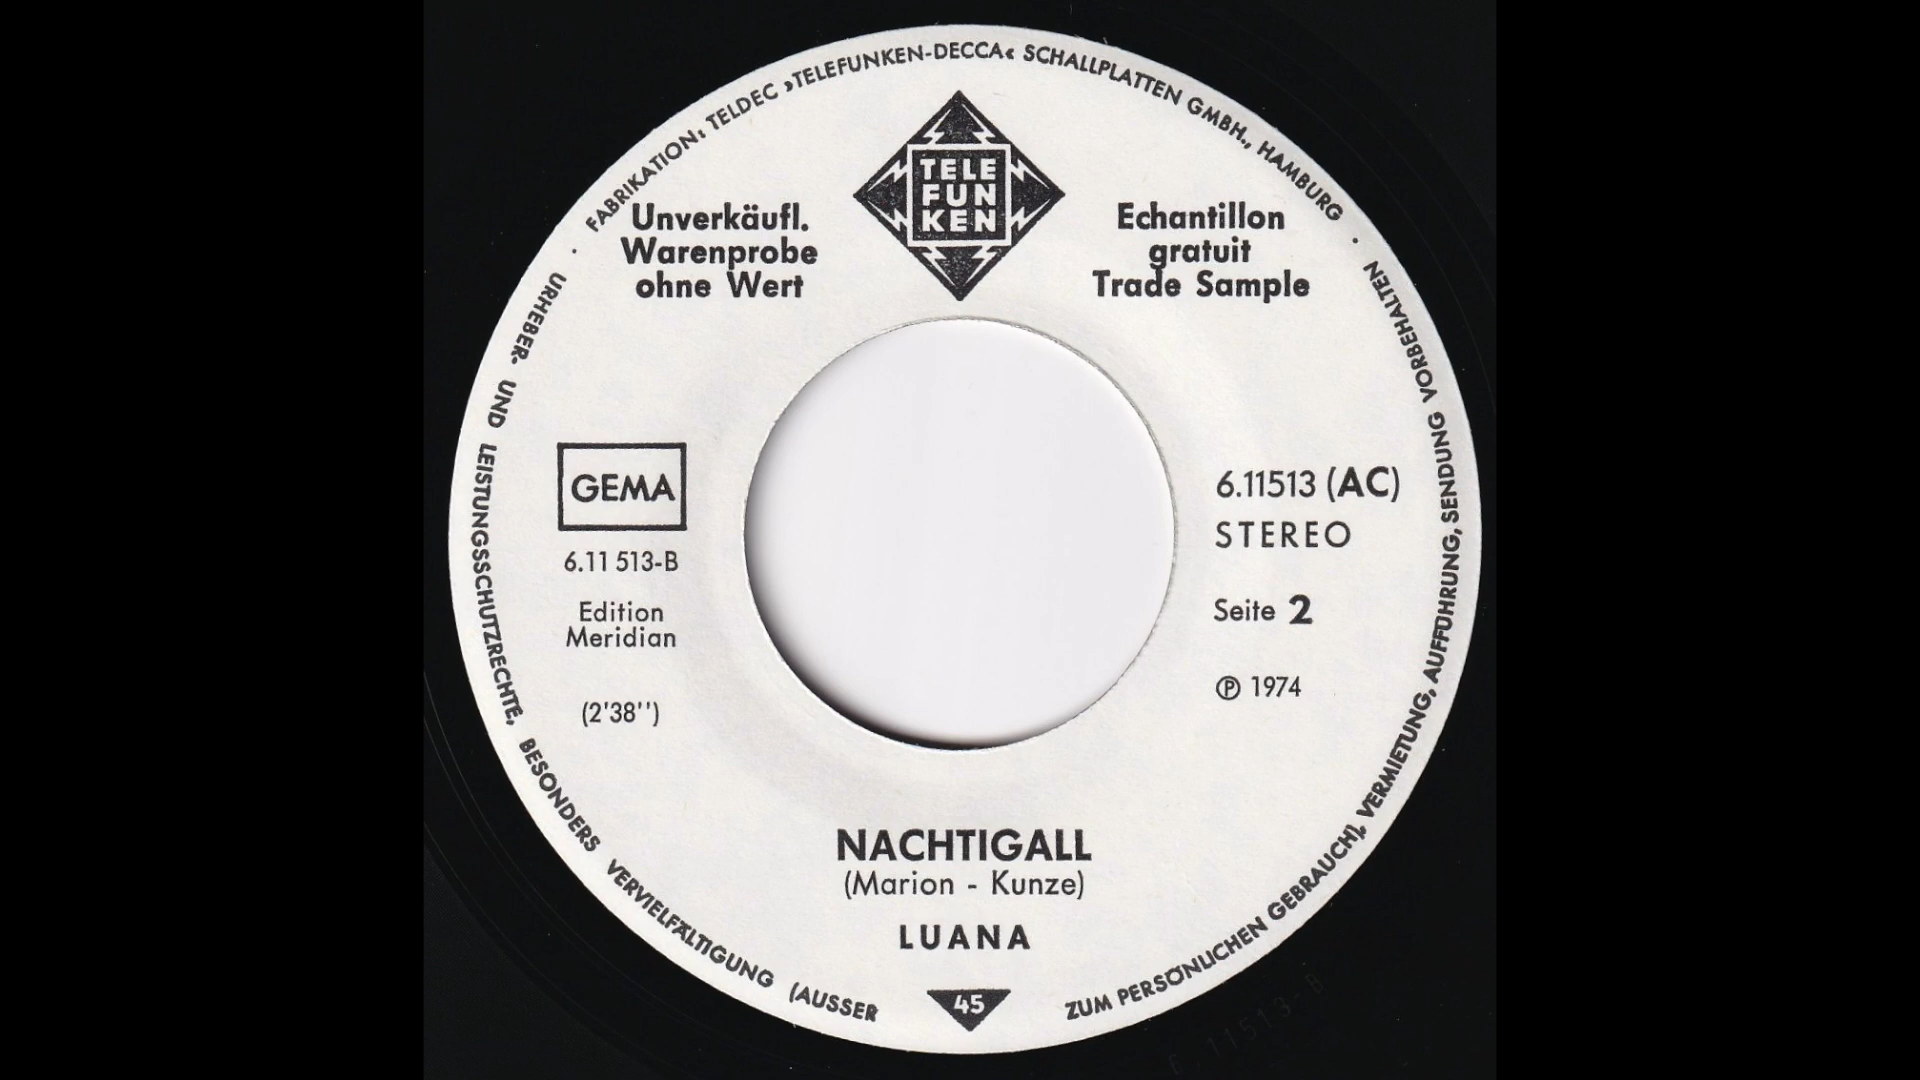 FABRIKATION: TELDEC »TELEFUNKEN-DECCA« SCHALLPLATTEN GMBH., HAMBURG ·
URHEBER- UND LEISTUNGSSCHUTZRECHTE, BESONDERS VERVIELFÄLTIGUNG (AUSSER
ZUM PERSÖNLICHEN GEBRAUCH), VERMIETUNG, AUFFÜHRUNG, SENDUNG VORBEHALTEN ·
TELE
FUN
KEN
Unverkäufl.
Warenprobe
ohne Wert
Echantillon
gratuit
Trade Sample
GEMA
6.11 513-B
Edition
Meridian
(2'38'')
6.11513 (AC)
STEREO
Seite 2
℗ 1974
NACHTIGALL
(Marion - Kunze)
LUANA
45